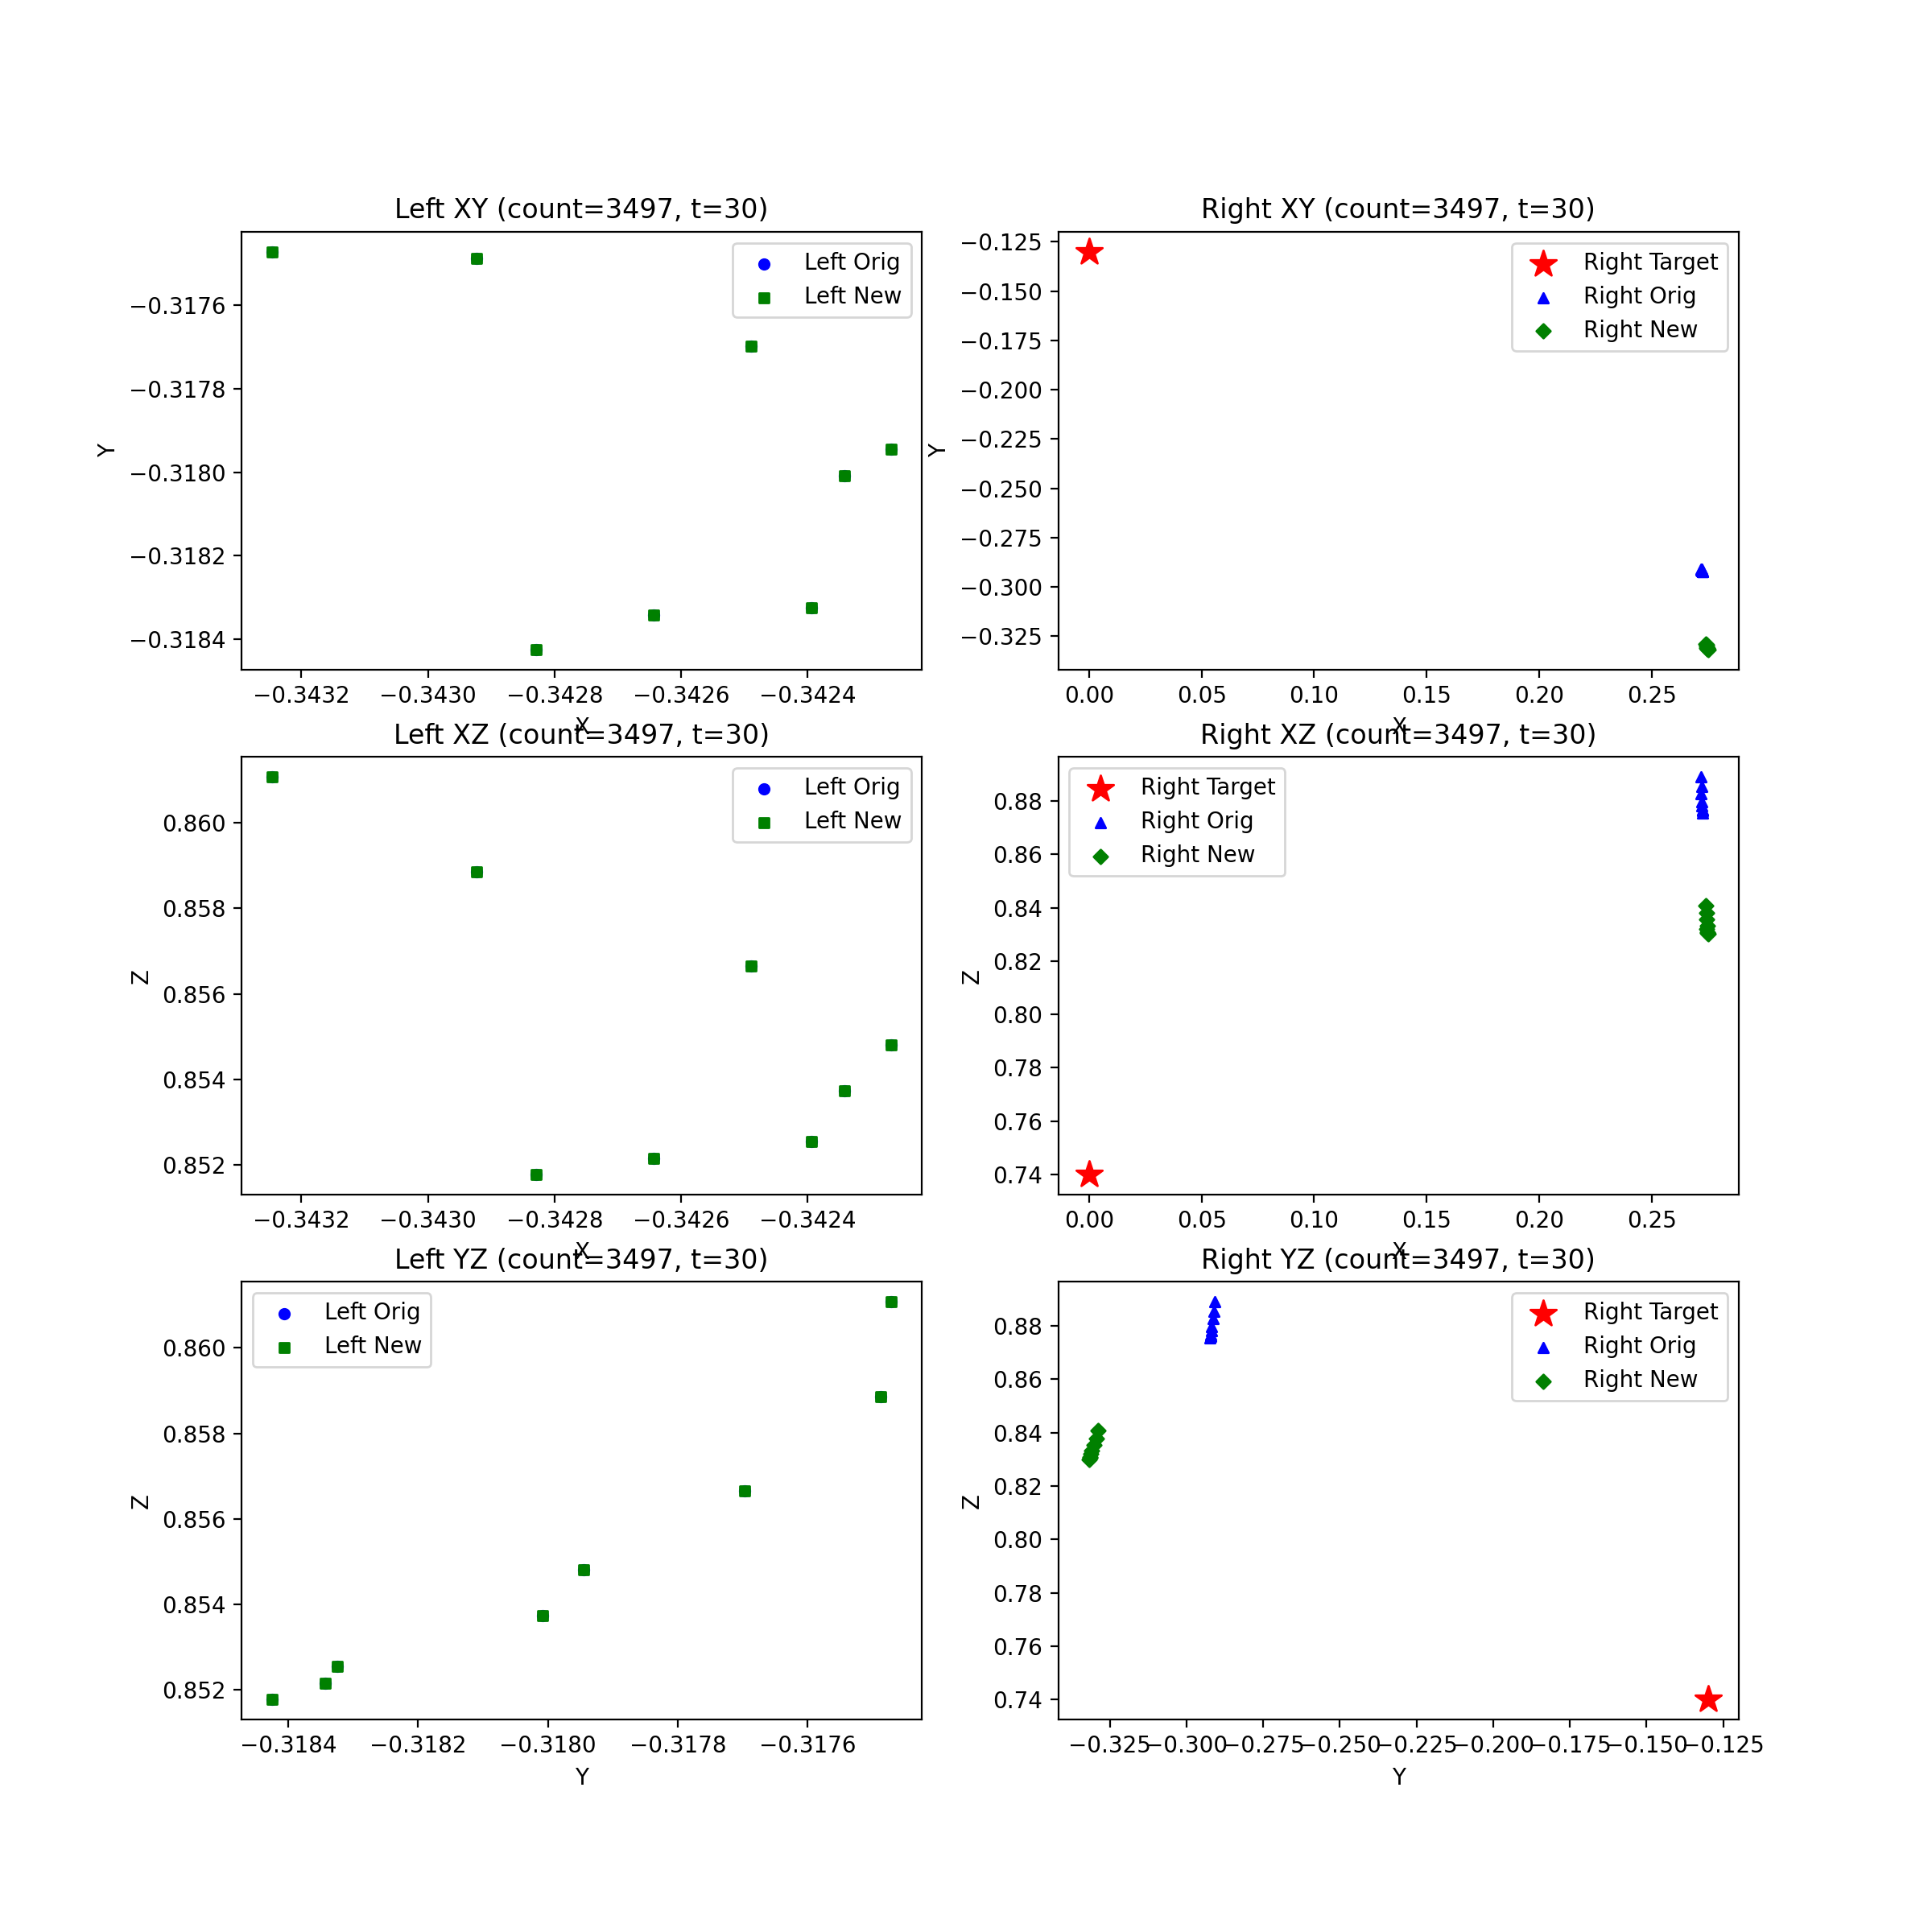 Left XY (count=3497, t=30)
Left Orig
Left New
Y
−0.3176
−0.3178
−0.3180
−0.3182
−0.3184
−0.3432
−0.3430
−0.3428
−0.3426
−0.3424
X
Right XY (count=3497, t=30)
Right Target
Right Orig
Right New
Y
−0.125
−0.150
−0.175
−0.200
−0.225
−0.250
−0.275
−0.300
−0.325
0.00
0.05
0.10
0.15
0.20
0.25
X
Left XZ (count=3497, t=30)
Left Orig
Left New
Z
0.860
0.858
0.856
0.854
0.852
−0.3432
−0.3430
−0.3428
−0.3426
−0.3424
X
Right XZ (count=3497, t=30)
Right Target
Right Orig
Right New
Z
0.88
0.86
0.84
0.82
0.80
0.78
0.76
0.74
0.00
0.05
0.10
0.15
0.20
0.25
X
Left YZ (count=3497, t=30)
Left Orig
Left New
Z
0.860
0.858
0.856
0.854
0.852
−0.3184
−0.3182
−0.3180
−0.3178
−0.3176
Y
Right YZ (count=3497, t=30)
Right Target
Right Orig
Right New
Z
0.88
0.86
0.84
0.82
0.80
0.78
0.76
0.74
−0.325
−0.300
−0.275
−0.250
−0.225
−0.200
−0.175
−0.150
−0.125
Y